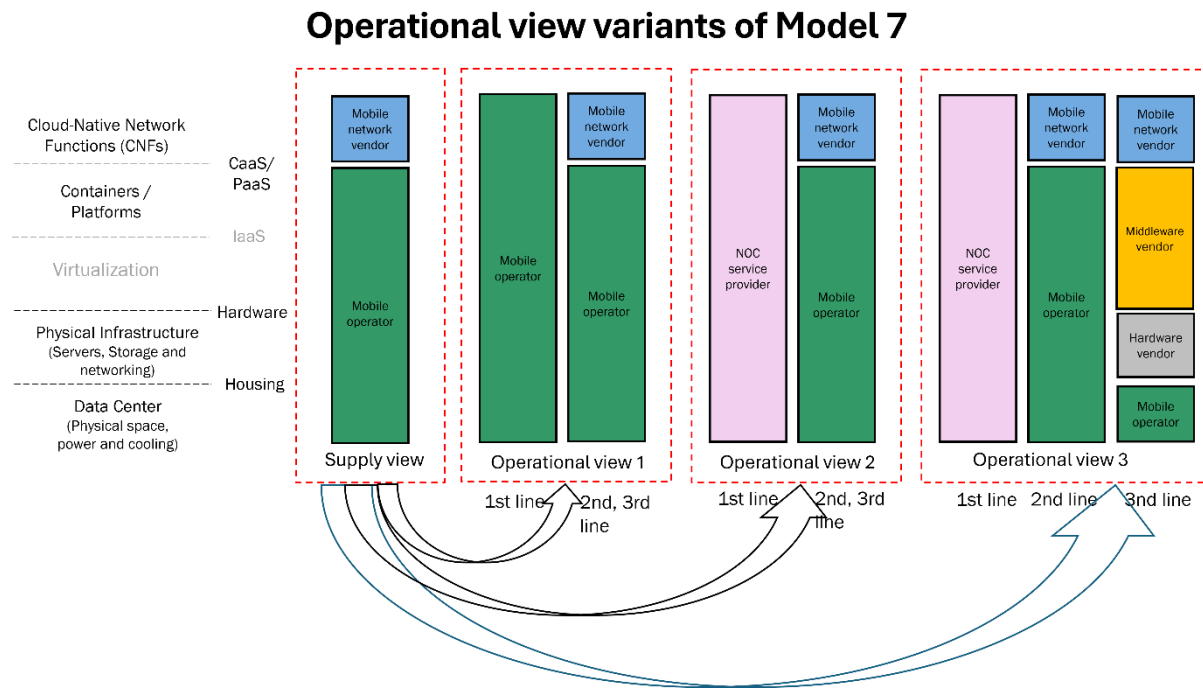 Operational view variants of Model 7
Cloud-Native Network
Functions (CNFs)
CaaS/
PaaS
Containers /
Platforms
IaaS
Virtualization
Hardware
Physical Infrastructure
(Servers, Storage and
networking)
Housing
Data Center
(Physical space,
power and cooling)
Mobile
network
vendor
Mobile
operator
Supply view
Mobile
operator
Mobile
network
vendor
Mobile
operator
Operational view 1
1st line
2nd, 3rd
line
NOC
service
provider
Mobile
network
vendor
Mobile
operator
Operational view 2
1st line
2nd, 3rd
line
NOC
service
provider
Mobile
network
vendor
Mobile
operator
Mobile
network
vendor
Middleware
vendor
Hardware
vendor
Mobile
operator
Operational view 3
1st line
2nd line
3nd line